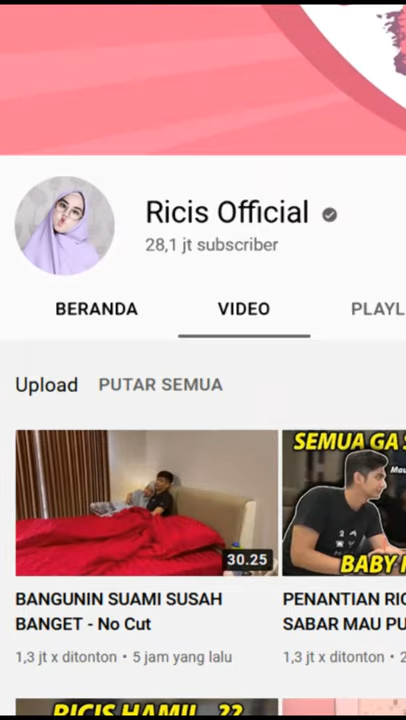 Ricis Official
28,1 jt subscriber
BERANDA VIDEO PLAYL
Upload PUTAR SEMUA
SEMUA GA
BABY
30.25
BANGUNIN SUAMI SUSAH
BANGET - No Cut
1,3 jt x ditonton • 5 jam yang lalu
PENANTIAN RIC
SABAR MAU PU
1,3 jt x ditonton • 2
RICIS HAMIL..??